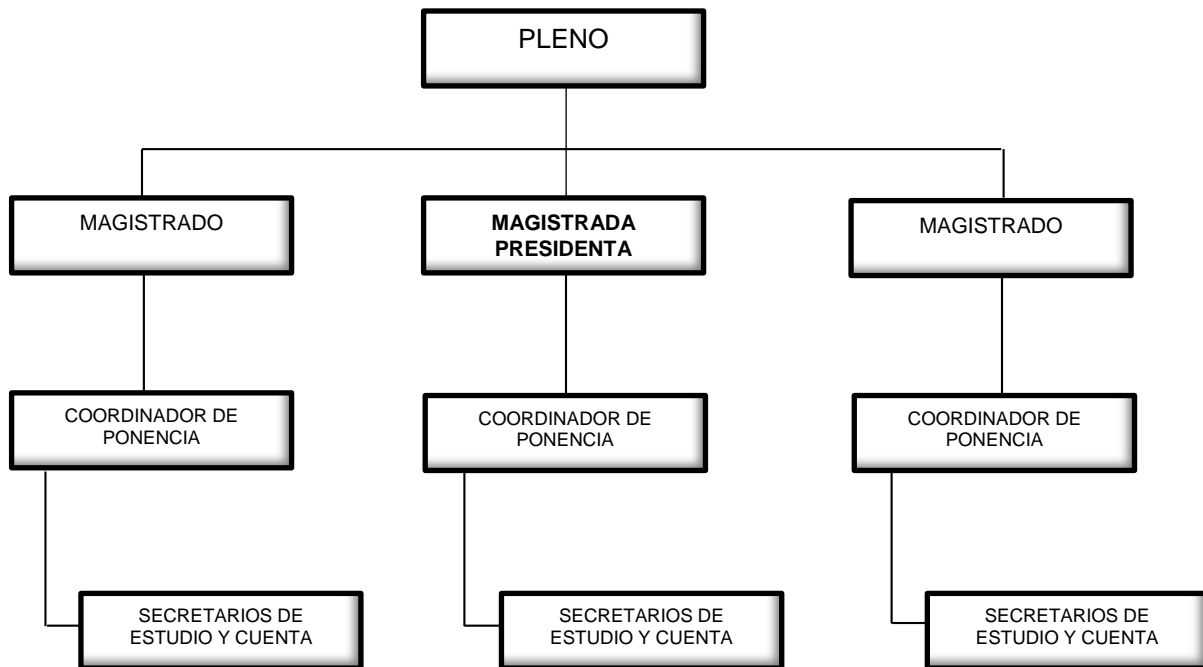 PLENO
MAGISTRADO
MAGISTRADA
PRESIDENTA
MAGISTRADO
COORDINADOR DE
PONENCIA
COORDINADOR DE
PONENCIA
COORDINADOR DE
PONENCIA
SECRETARIOS DE
ESTUDIO Y CUENTA
SECRETARIOS DE
ESTUDIO Y CUENTA
SECRETARIOS DE
ESTUDIO Y CUENTA